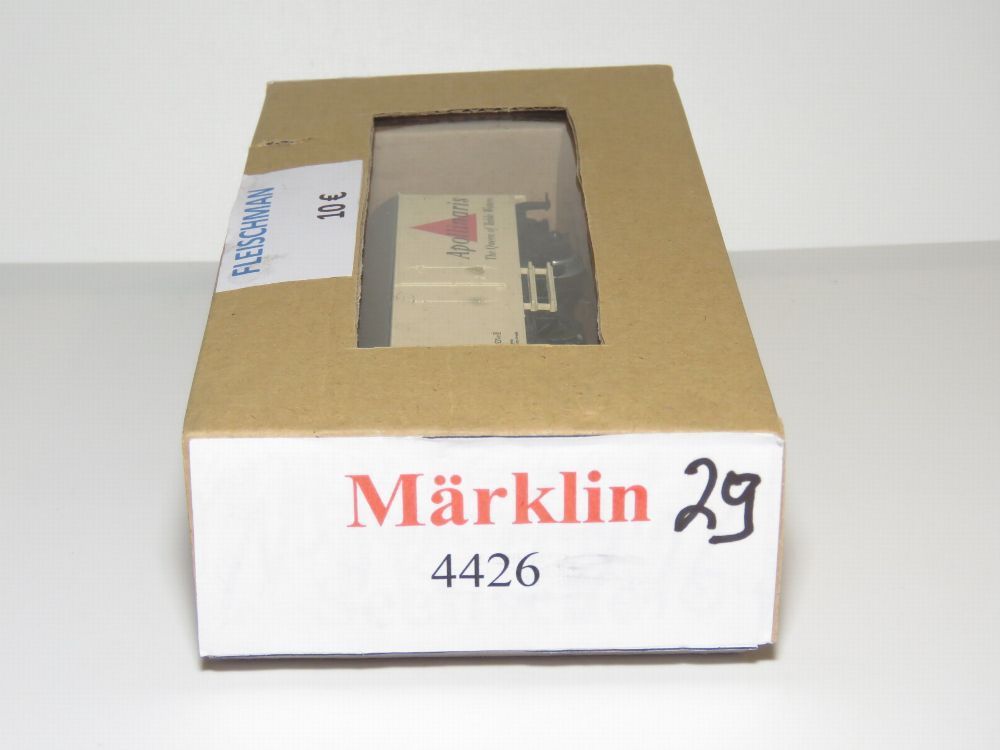 FLEISCHMAN
10 €
Apollinaris
The Queen of Table Waters
Märklin 29
4426